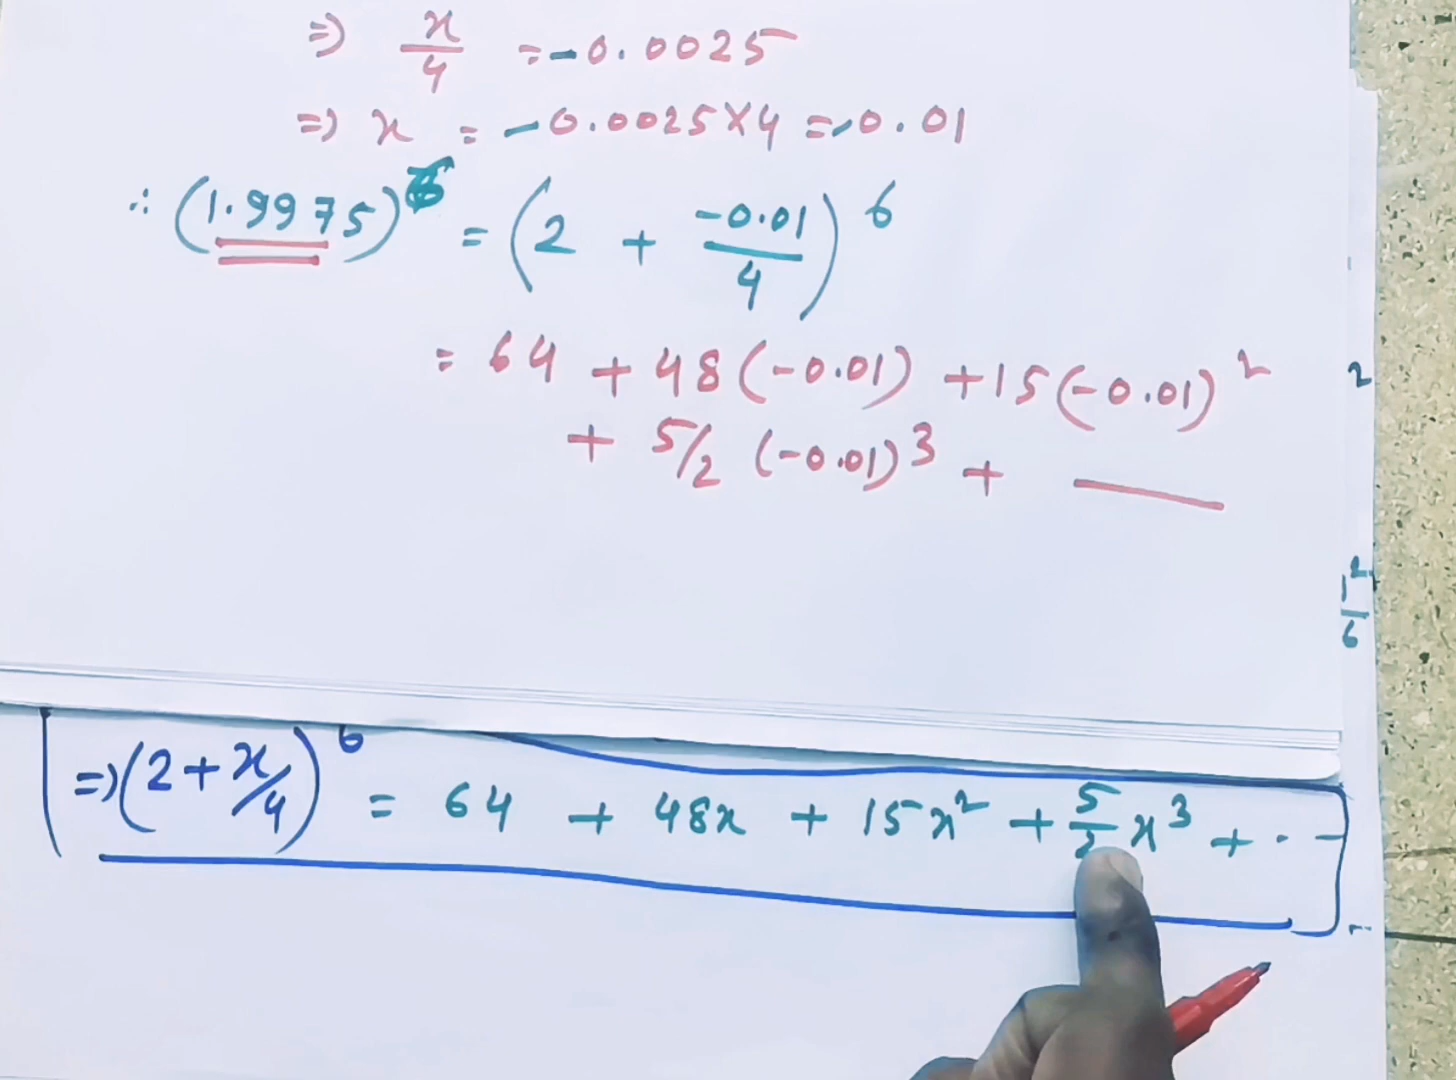 ⇒ x/4 = -0.0025
⇒ x = -0.0025×4 = -0.01
∴ (1.9975)^6 = (2 + -0.01/4)^6
= 64 + 48(-0.01) + 15(-0.01)^2
+ 5/2 (-0.01)^3 + ___
⇒ (2 + x/4)^6 = 64 + 48x + 15x^2 + 5/2 x^3 + ...